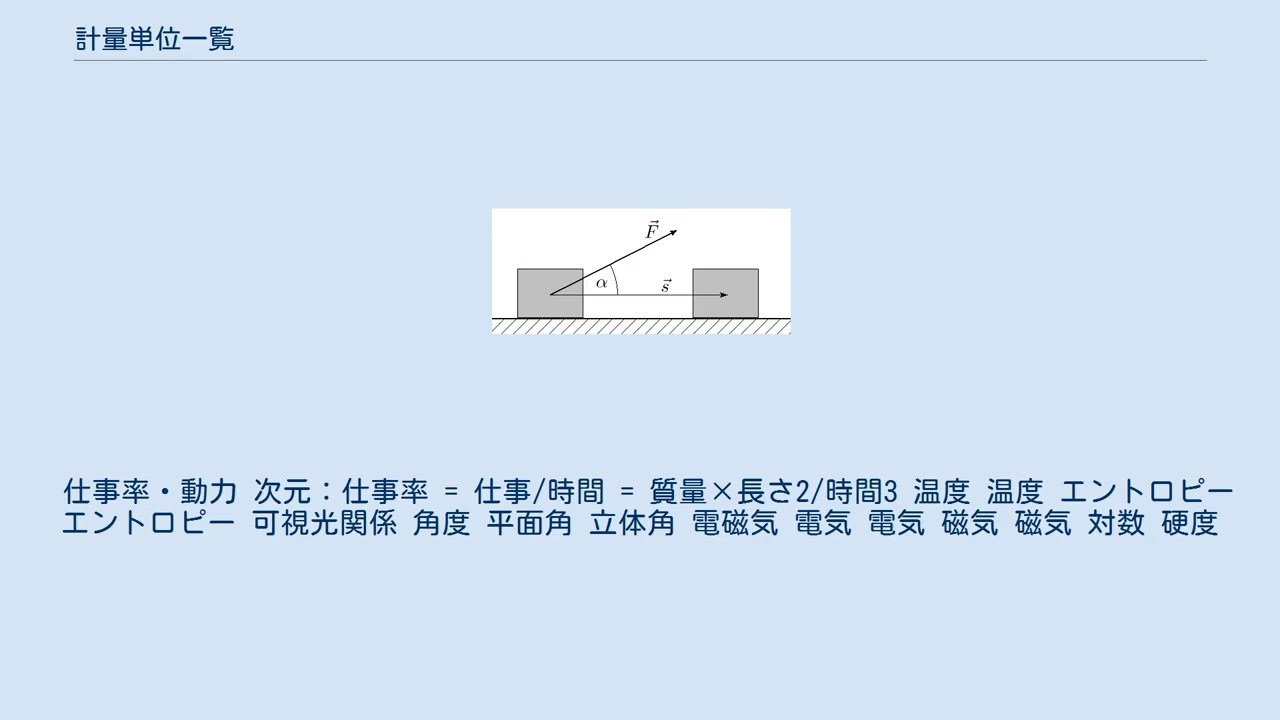 計量単位一覧
F⃗
α
s⃗
仕事率・動力 次元：仕事率 = 仕事/時間 = 質量×長さ2/時間3 温度 温度 エントロピー
エントロピー 可視光関係 角度 平面角 立体角 電磁気 電気 電気 磁気 磁気 対数 硬度